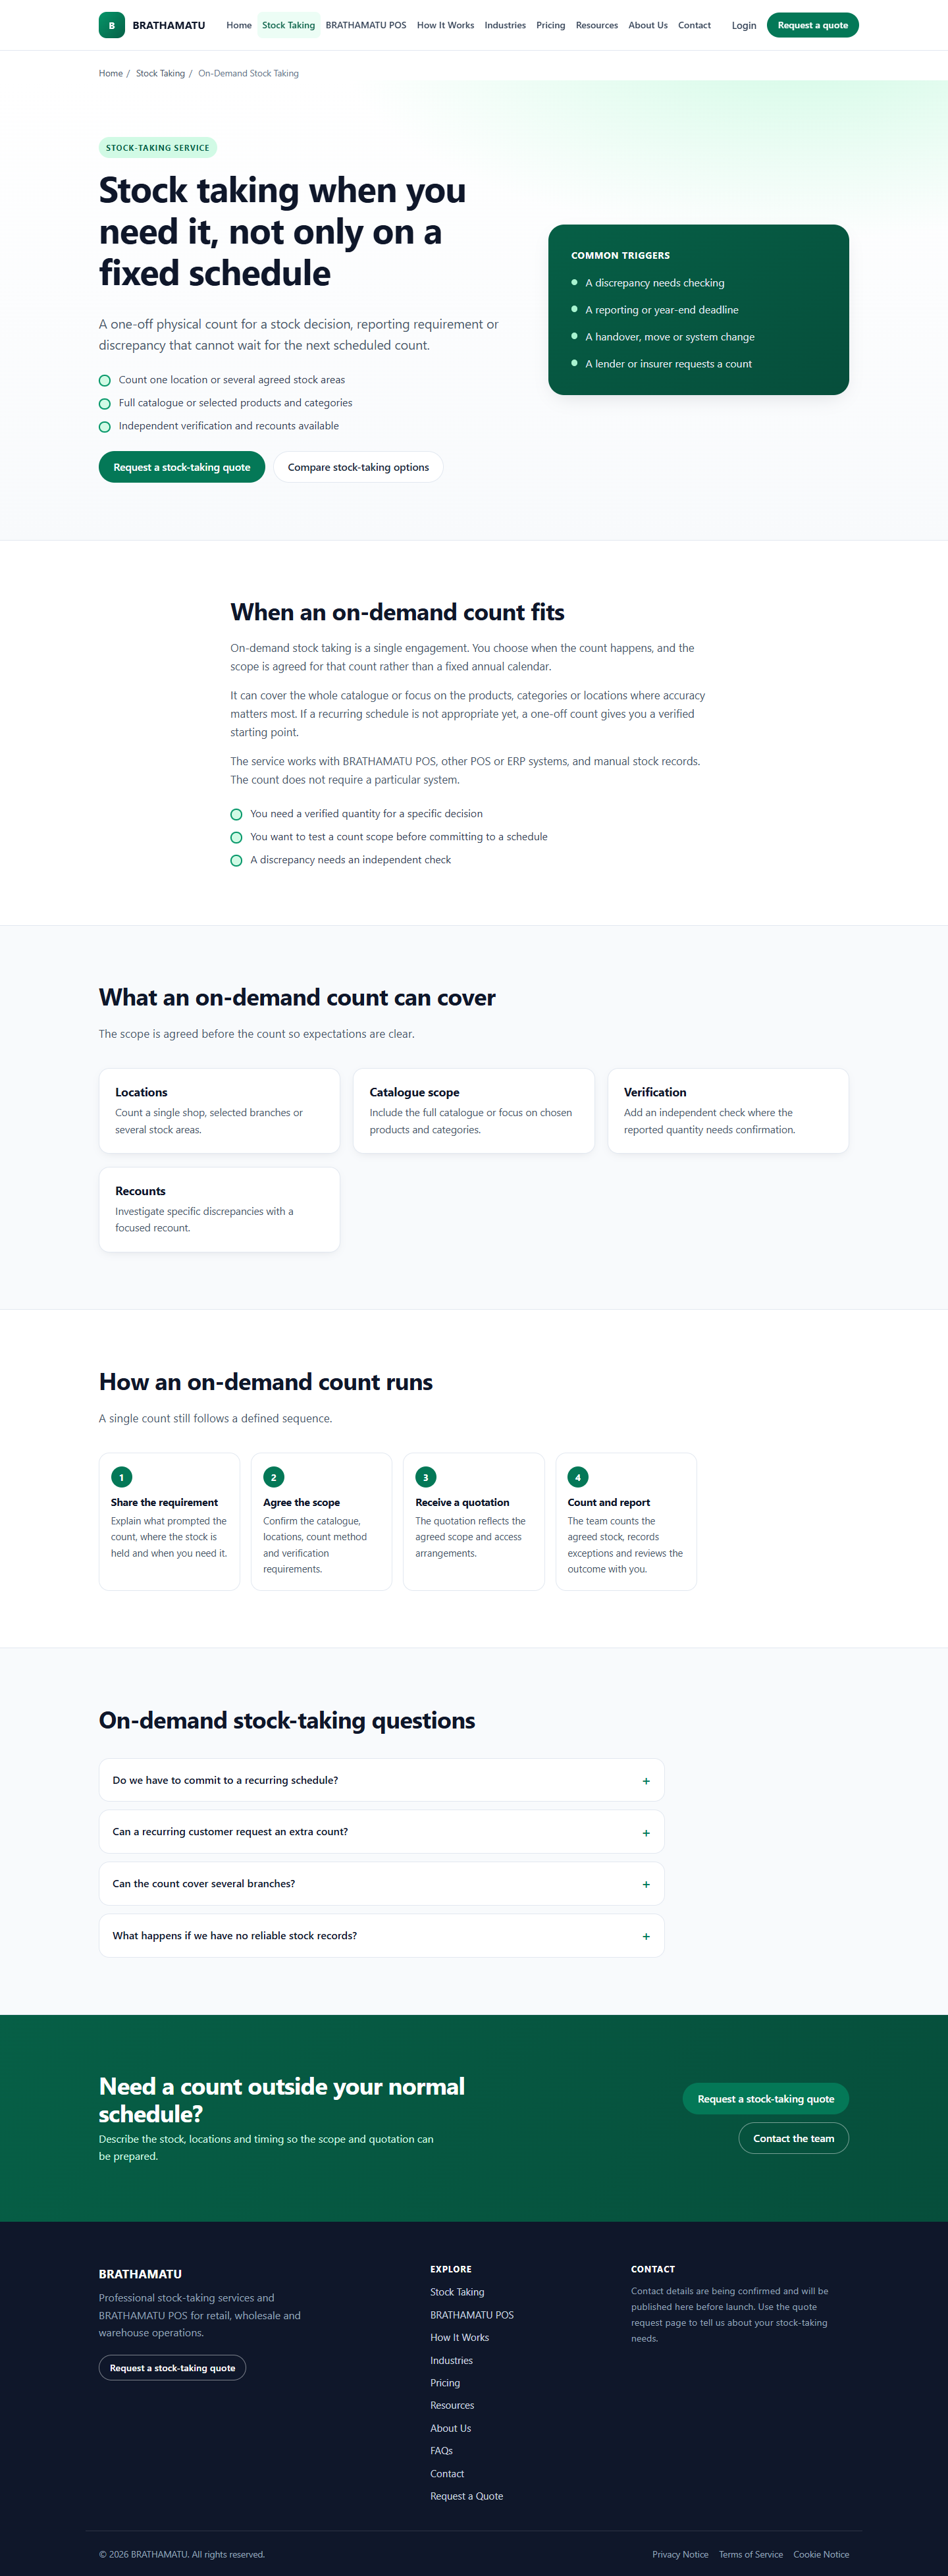 B BRATHAMATU Home Stock Taking BRATHAMATU POS How It Works Industries Pricing Resources About Us Contact Login Request a quote
Home / Stock Taking / On-Demand Stock Taking
STOCK-TAKING SERVICE
Stock taking when you
need it, not only on a
fixed schedule
A one-off physical count for a stock decision, reporting requirement or
discrepancy that cannot wait for the next scheduled count.
Count one location or several agreed stock areas
Full catalogue or selected products and categories
Independent verification and recounts available
Request a stock-taking quote
Compare stock-taking options
COMMON TRIGGERS
A discrepancy needs checking
A reporting or year-end deadline
A handover, move or system change
A lender or insurer requests a count
When an on-demand count fits
On-demand stock taking is a single engagement. You choose when the count happens, and the
scope is agreed for that count rather than a fixed annual calendar.
It can cover the whole catalogue or focus on the products, categories or locations where accuracy
matters most. If a recurring schedule is not appropriate yet, a one-off count gives you a verified
starting point.
The service works with BRATHAMATU POS, other POS or ERP systems, and manual stock records.
The count does not require a particular system.
You need a verified quantity for a specific decision
You want to test a count scope before committing to a schedule
A discrepancy needs an independent check
What an on-demand count can cover
The scope is agreed before the count so expectations are clear.
Locations
Count a single shop, selected branches or
several stock areas.
Catalogue scope
Include the full catalogue or focus on chosen
products and categories.
Verification
Add an independent check where the
reported quantity needs confirmation.
Recounts
Investigate specific discrepancies with a
focused recount.
How an on-demand count runs
A single count still follows a defined sequence.
1
Share the requirement
Explain what prompted the
count, where the stock is
held and when you need it.
2
Agree the scope
Confirm the catalogue,
locations, count method
and verification
requirements.
3
Receive a quotation
The quotation reflects the
agreed scope and access
arrangements.
4
Count and report
The team counts the
agreed stock, records
exceptions and reviews the
outcome with you.
On-demand stock-taking questions
Do we have to commit to a recurring schedule? +
Can a recurring customer request an extra count? +
Can the count cover several branches? +
What happens if we have no reliable stock records? +
Need a count outside your normal
schedule?
Describe the stock, locations and timing so the scope and quotation can
be prepared.
Request a stock-taking quote
Contact the team
BRATHAMATU
Professional stock-taking services and
BRATHAMATU POS for retail, wholesale and
warehouse operations.
Request a stock-taking quote
EXPLORE
Stock Taking
BRATHAMATU POS
How It Works
Industries
Pricing
Resources
About Us
FAQs
Contact
Request a Quote
CONTACT
Contact details are being confirmed and will be
published here before launch. Use the quote
request page to tell us about your stock-taking
needs.
© 2026 BRATHAMATU. All rights reserved.
Privacy Notice Terms of Service Cookie Notice